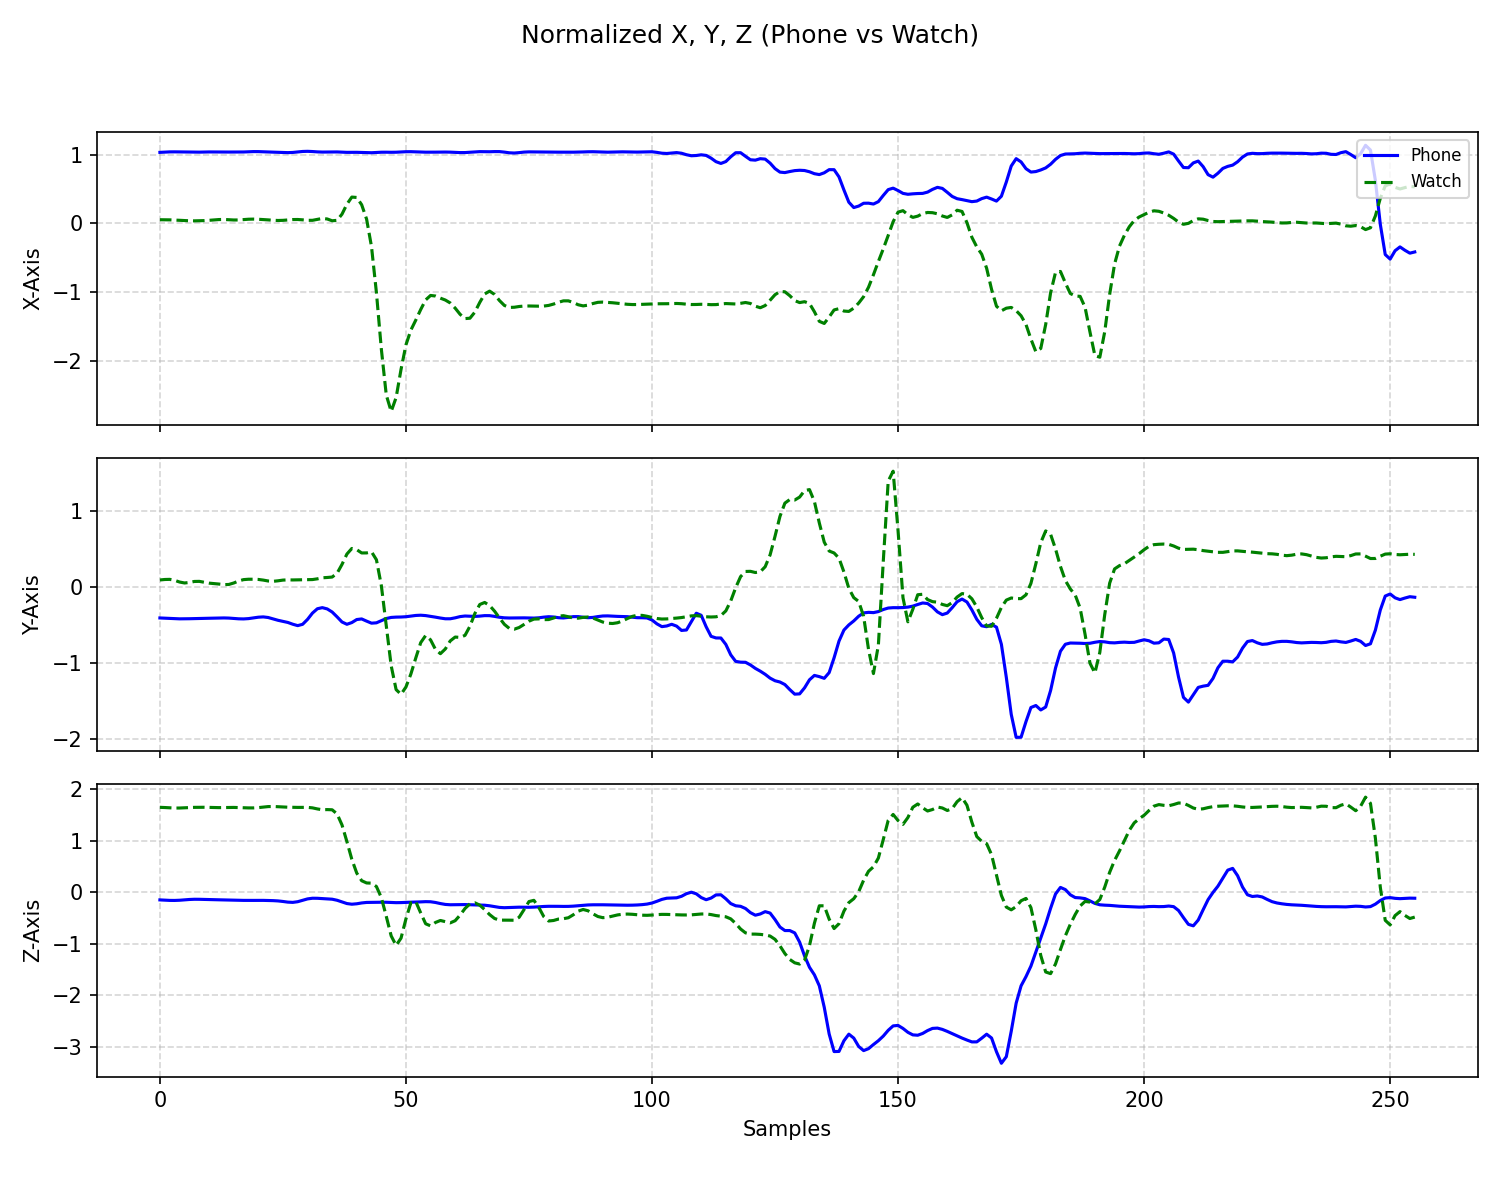 Normalized X, Y, Z (Phone vs Watch)
Phone
Watch
X-Axis
1
0
−1
−2
Y-Axis
1
0
−1
−2
Z-Axis
2
1
0
−1
−2
−3
0 50 100 150 200 250
Samples